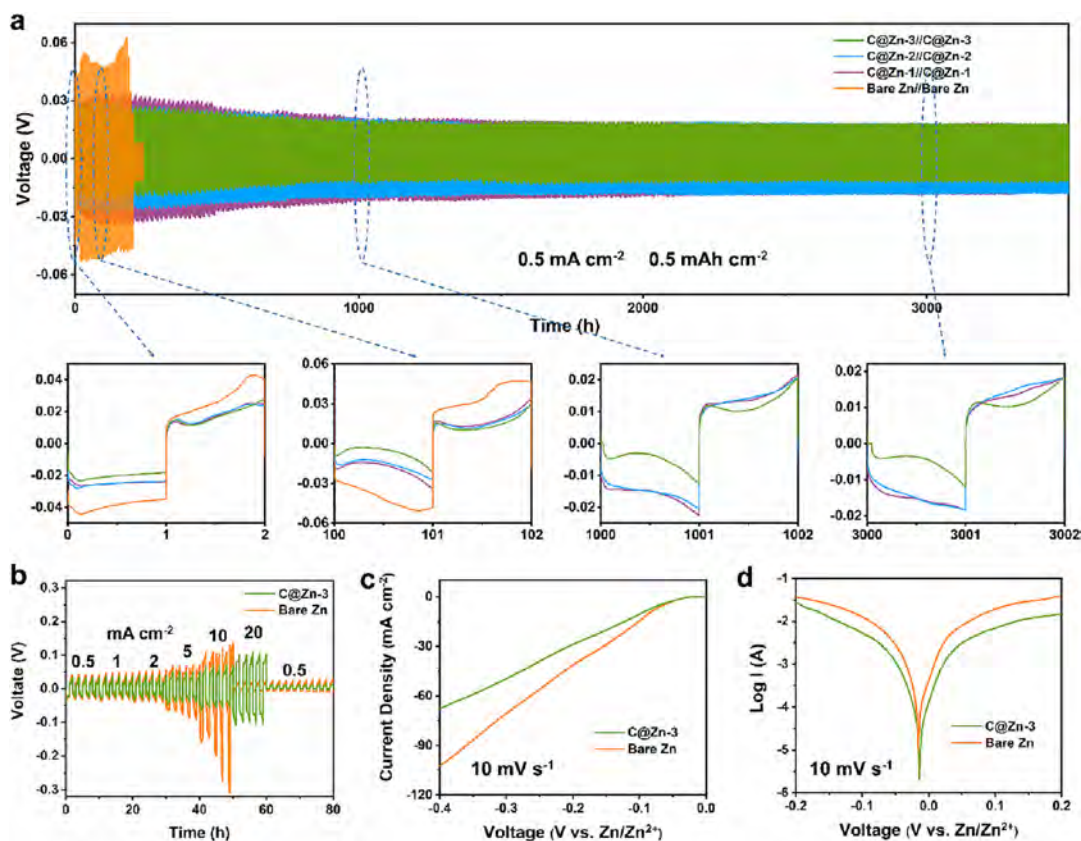 a
0.06
0.03
0.00
-0.03
-0.06
Voltage (V)
C@Zn-3//C@Zn-3
C@Zn-2//C@Zn-2
C@Zn-1//C@Zn-1
Bare Zn//Bare Zn
0.5 mA cm-2 0.5 mAh cm-2
1000 2000 3000
Time (h)
0.04
0.02
0.00
-0.02
-0.04
0 1 2
0.06
0.03
0.00
-0.03
-0.06
100 101 102
0.02
0.01
0.00
-0.01
-0.02
1000 1001 1002
0.02
0.01
0.00
-0.01
-0.02
3000 3001 3002
b
0.3
0.2
0.1
0.0
-0.1
-0.2
-0.3
Voltate (V)
C@Zn-3
Bare Zn
mA cm-2
0.5 1 2 5 10 20 0.5
0 20 40 60 80
Time (h)
c
0
-30
-60
-90
-120
Current Density (mA cm-2)
C@Zn-3
Bare Zn
10 mV s-1
-0.4 -0.3 -0.2 -0.1 0.0
Voltage (V vs. Zn/Zn2+)
d
-1
-2
-3
-4
-5
-6
Log I (A)
C@Zn-3
Bare Zn
10 mV s-1
-0.2 -0.1 0.0 0.1 0.2
Voltage (V vs. Zn/Zn2+)